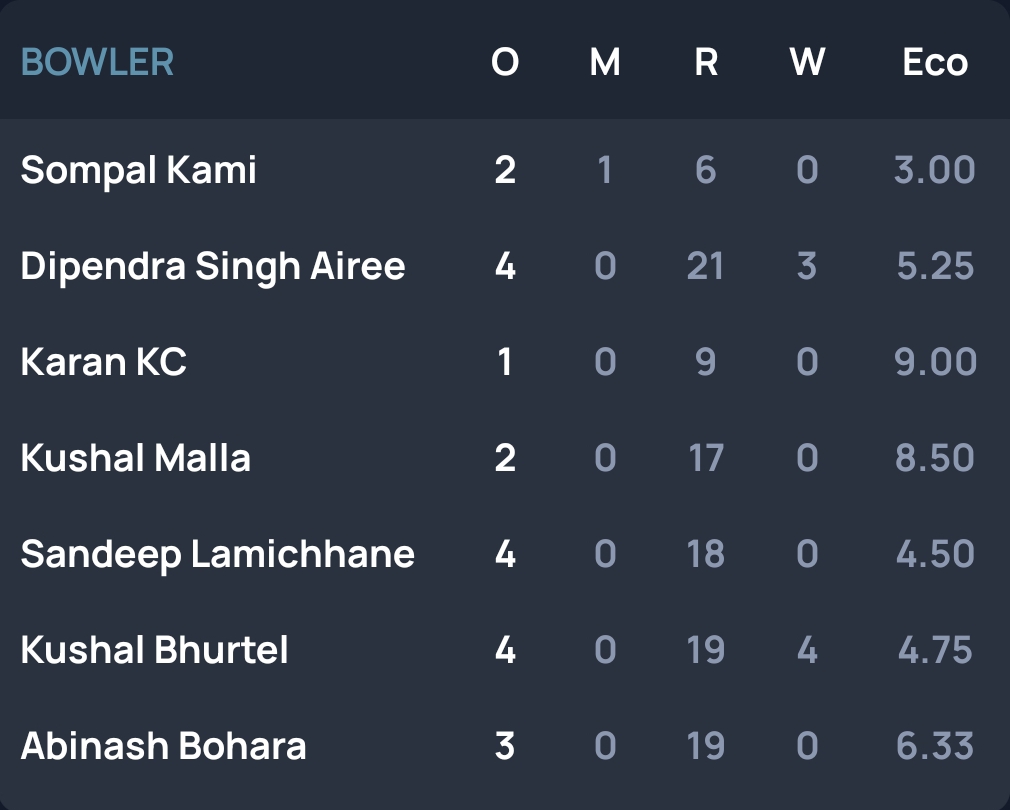 BOWLER O M R W Eco
Sompal Kami 2 1 6 0 3.00
Dipendra Singh Airee 4 0 21 3 5.25
Karan KC 1 0 9 0 9.00
Kushal Malla 2 0 17 0 8.50
Sandeep Lamichhane 4 0 18 0 4.50
Kushal Bhurtel 4 0 19 4 4.75
Abinash Bohara 3 0 19 0 6.33